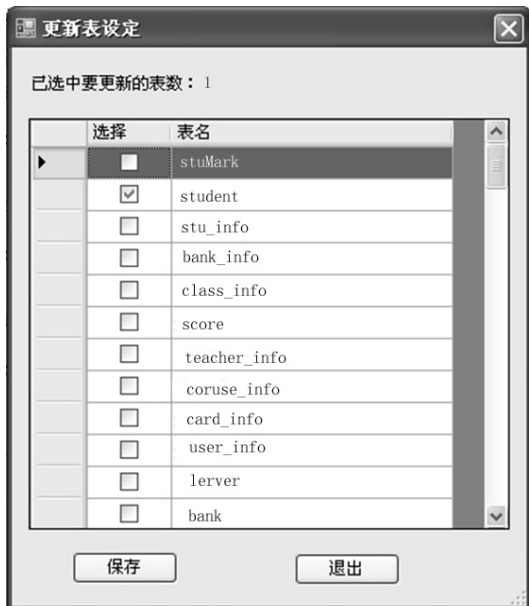 更新表设定
已选中要更新的表数：1
选择 表名
stuMark
student
stu_info
bank_info
class_info
score
teacher_info
coruse_info
card_info
user_info
lerver
bank
保存 退出